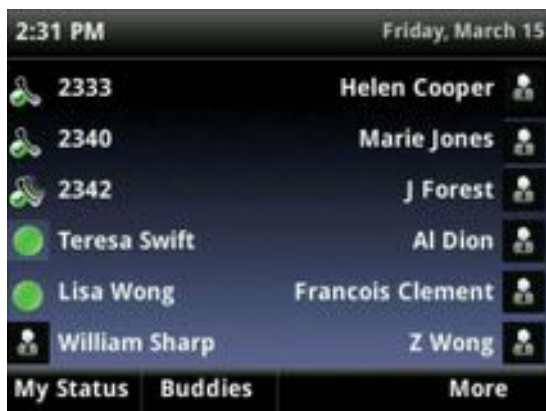 2:31 PM Friday, March 15
2333 Helen Cooper
2340 Marie Jones
2342 J Forest
Teresa Swift Al Dion
Lisa Wong Francois Clement
William Sharp Z Wong
My Status Buddies More